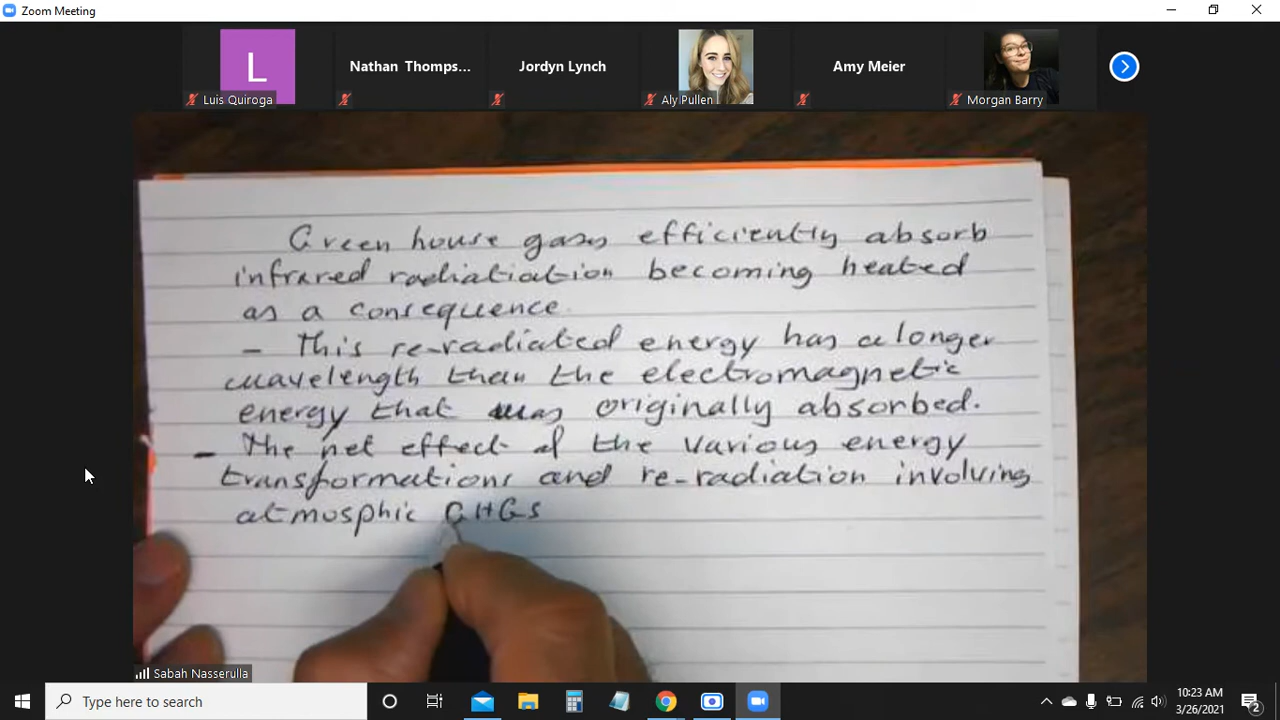 Zoom Meeting
L
Nathan Thomps...
Jordyn Lynch
Amy Meier
Luis Quiroga
Aly Pullen
Morgan Barry
Green house gases efficiently absorb
infrared radiatiation becoming heated
as a consequence.
- This re-radiated energy has a longer
wavelength than the electromagnetic
energy that was originally absorbed.
- The net effect of the various energy
transformations and re-radiation involving
atmosphic GHGs
Sabah Nasserulla
Type here to search
10:23 AM
3/26/2021
2